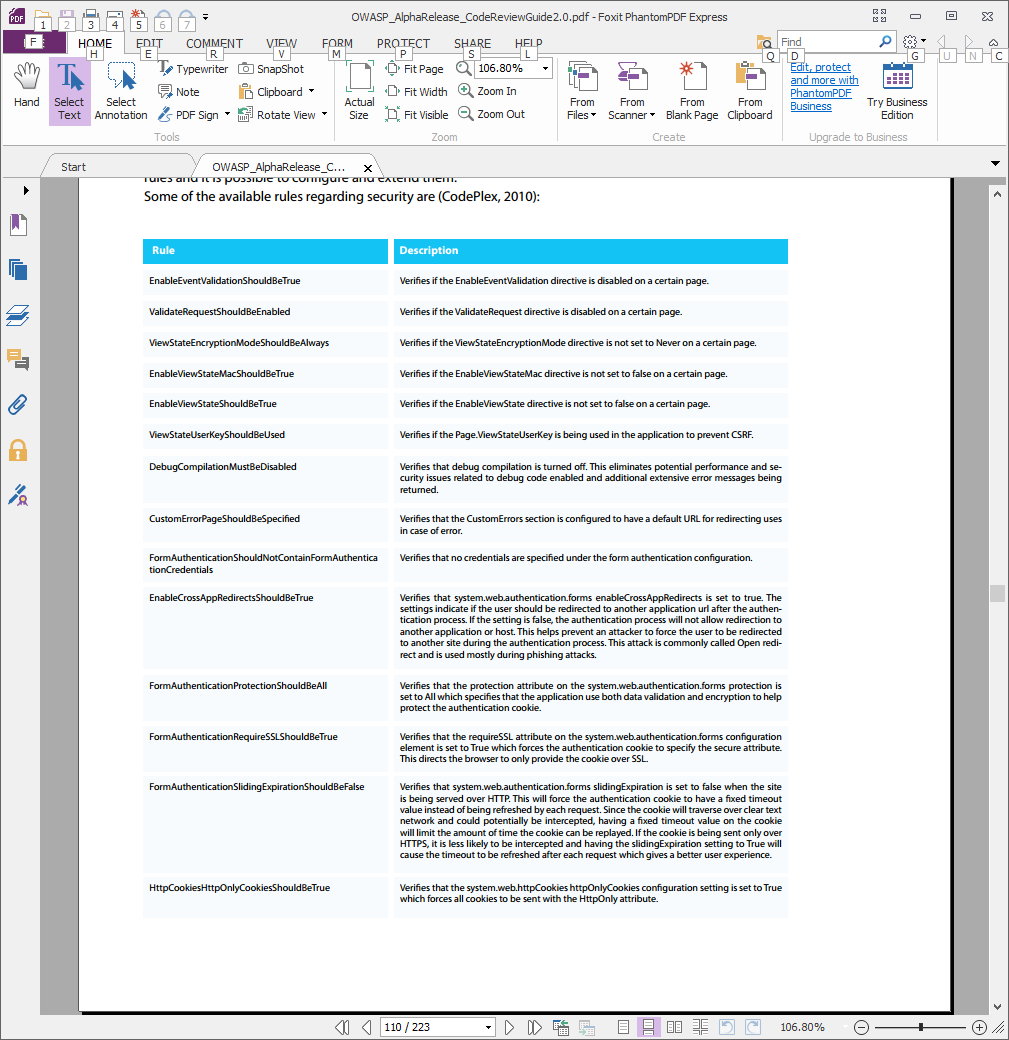 OWASP_AlphaRelease_CodeReviewGuide2.0.pdf - Foxit PhantomPDF Express
PDF
1 2 3 4 5 6 7
HOME EDIT COMMENT VIEW FORM PROTECT SHARE HELP
Find
F H E R V M P S L Q D G U N C
Hand
Select
Text
Select
Annotation
Typewriter
Note
PDF Sign
SnapShot
Clipboard
Rotate View
Tools
Actual
Size
Fit Page
Fit Width
Fit Visible
106.80%
Zoom In
Zoom Out
Zoom
From
Files
From
Scanner
From
Blank Page
From
Clipboard
Create
Edit, protect
and more with
PhantomPDF
Business
Try Business
Edition
Upgrade to Business
Start
OWASP_AlphaRelease_C...
rules and it is possible to configure and extend them.
Some of the available rules regarding security are (CodePlex, 2010):
Rule Description
EnableEventValidationShouldBeTrue Verifies if the EnableEventValidation directive is disabled on a certain page.
ValidateRequestShouldBeEnabled Verifies if the ValidateRequest directive is disabled on a certain page.
ViewStateEncryptionModeShouldBeAlways Verifies if the ViewStateEncryptionMode directive is not set to Never on a certain page.
EnableViewStateMacShouldBeTrue Verifies if the EnableViewStateMac directive is not set to false on a certain page.
EnableViewStateShouldBeTrue Verifies if the EnableViewState directive is not set to false on a certain page.
ViewStateUserKeyShouldBeUsed Verifies if the Page.ViewStateUserKey is being used in the application to prevent CSRF.
DebugCompilationMustBeDisabled Verifies that debug compilation is turned off. This eliminates potential performance and se-
curity issues related to debug code enabled and additional extensive error messages being
returned.
CustomErrorPageShouldBeSpecified Verifies that the CustomErrors section is configured to have a default URL for redirecting uses
in case of error.
FormAuthenticationShouldNotContainFormAuthentica
tionCredentials
Verifies that no credentials are specified under the form authentication configuration.
EnableCrossAppRedirectsShouldBeTrue Verifies that system.web.authentication.forms enableCrossAppRedirects is set to true. The
settings indicate if the user should be redirected to another application url after the authen-
tication process. If the setting is false, the authentication process will not allow redirection to
another application or host. This helps prevent an attacker to force the user to be redirected
to another site during the authentication process. This attack is commonly called Open redi-
rect and is used mostly during phishing attacks.
FormAuthenticationProtectionShouldBeAll Verifies that the protection attribute on the system.web.authentication.forms protection is
set to All which specifies that the application use both data validation and encryption to help
protect the authentication cookie.
FormAuthenticationRequireSSLShouldBeTrue Verifies that the requireSSL attribute on the system.web.authentication.forms configuration
element is set to True which forces the authentication cookie to specify the secure attribute.
This directs the browser to only provide the cookie over SSL.
FormAuthenticationSlidingExpirationShouldBeFalse Verifies that system.web.authentication.forms slidingExpiration is set to false when the site
is being served over HTTP. This will force the authentication cookie to have a fixed timeout
value instead of being refreshed by each request. Since the cookie will traverse over clear text
network and could potentially be intercepted, having a fixed timeout value on the cookie
will limit the amount of time the cookie can be replayed. If the cookie is being sent only over
HTTPS, it is less likely to be intercepted and having the slidingExpiration setting to True will
cause the timeout to be refreshed after each request which gives a better user experience.
HttpCookiesHttpOnlyCookiesShouldBeTrue Verifies that the system.web.httpCookies httpOnlyCookies configuration setting is set to True
which forces all cookies to be sent with the HttpOnly attribute.
110 / 223
106.80%